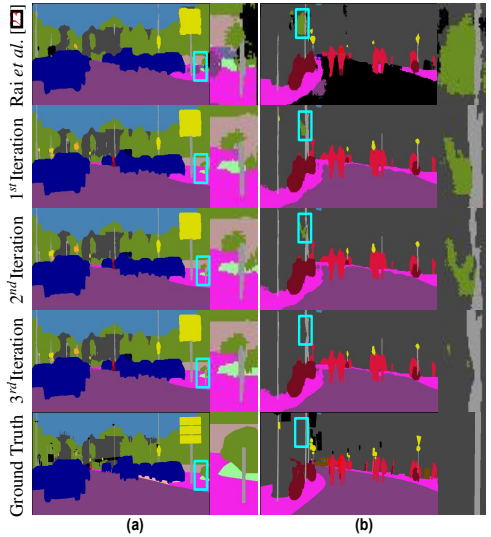 Rai et al.
1st Iteration
2nd Iteration
3rd Iteration
Ground Truth
(a)
(b)